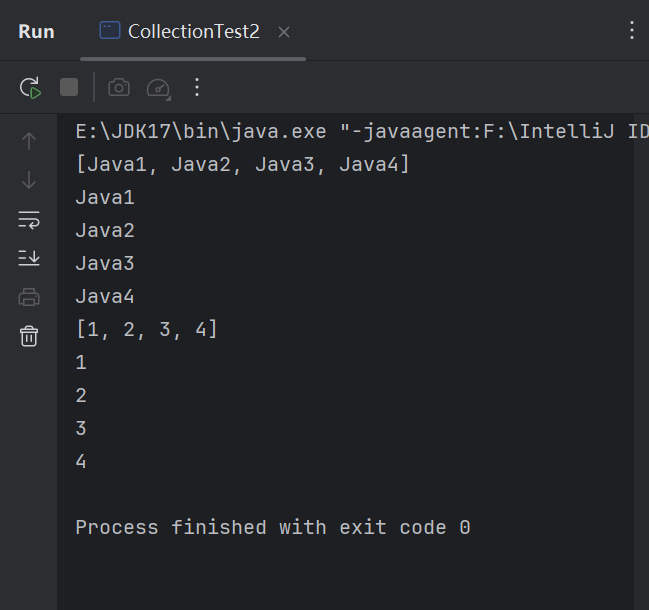 Run CollectionTest2
E:\JDK17\bin\java.exe "-javaagent:F:\IntelliJ ID
[Java1, Java2, Java3, Java4]
Java1
Java2
Java3
Java4
[1, 2, 3, 4]
1
2
3
4
Process finished with exit code 0